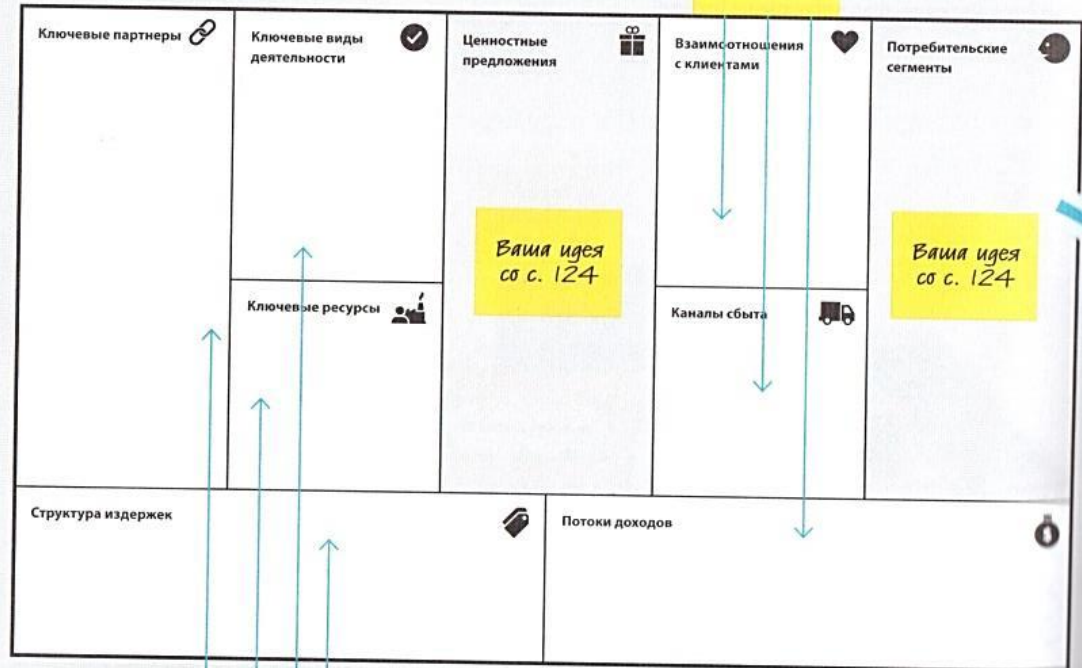 Ключевые партнеры
Ключевые виды
деятельности
Ценностные
предложения
Взаимоотношения
с клиентами
Потребительские
сегменты
Ваша идея
со с. 124
Ваша идея
со с. 124
Ключевые ресурсы
Каналы сбыта
Структура издержек
Потоки доходов